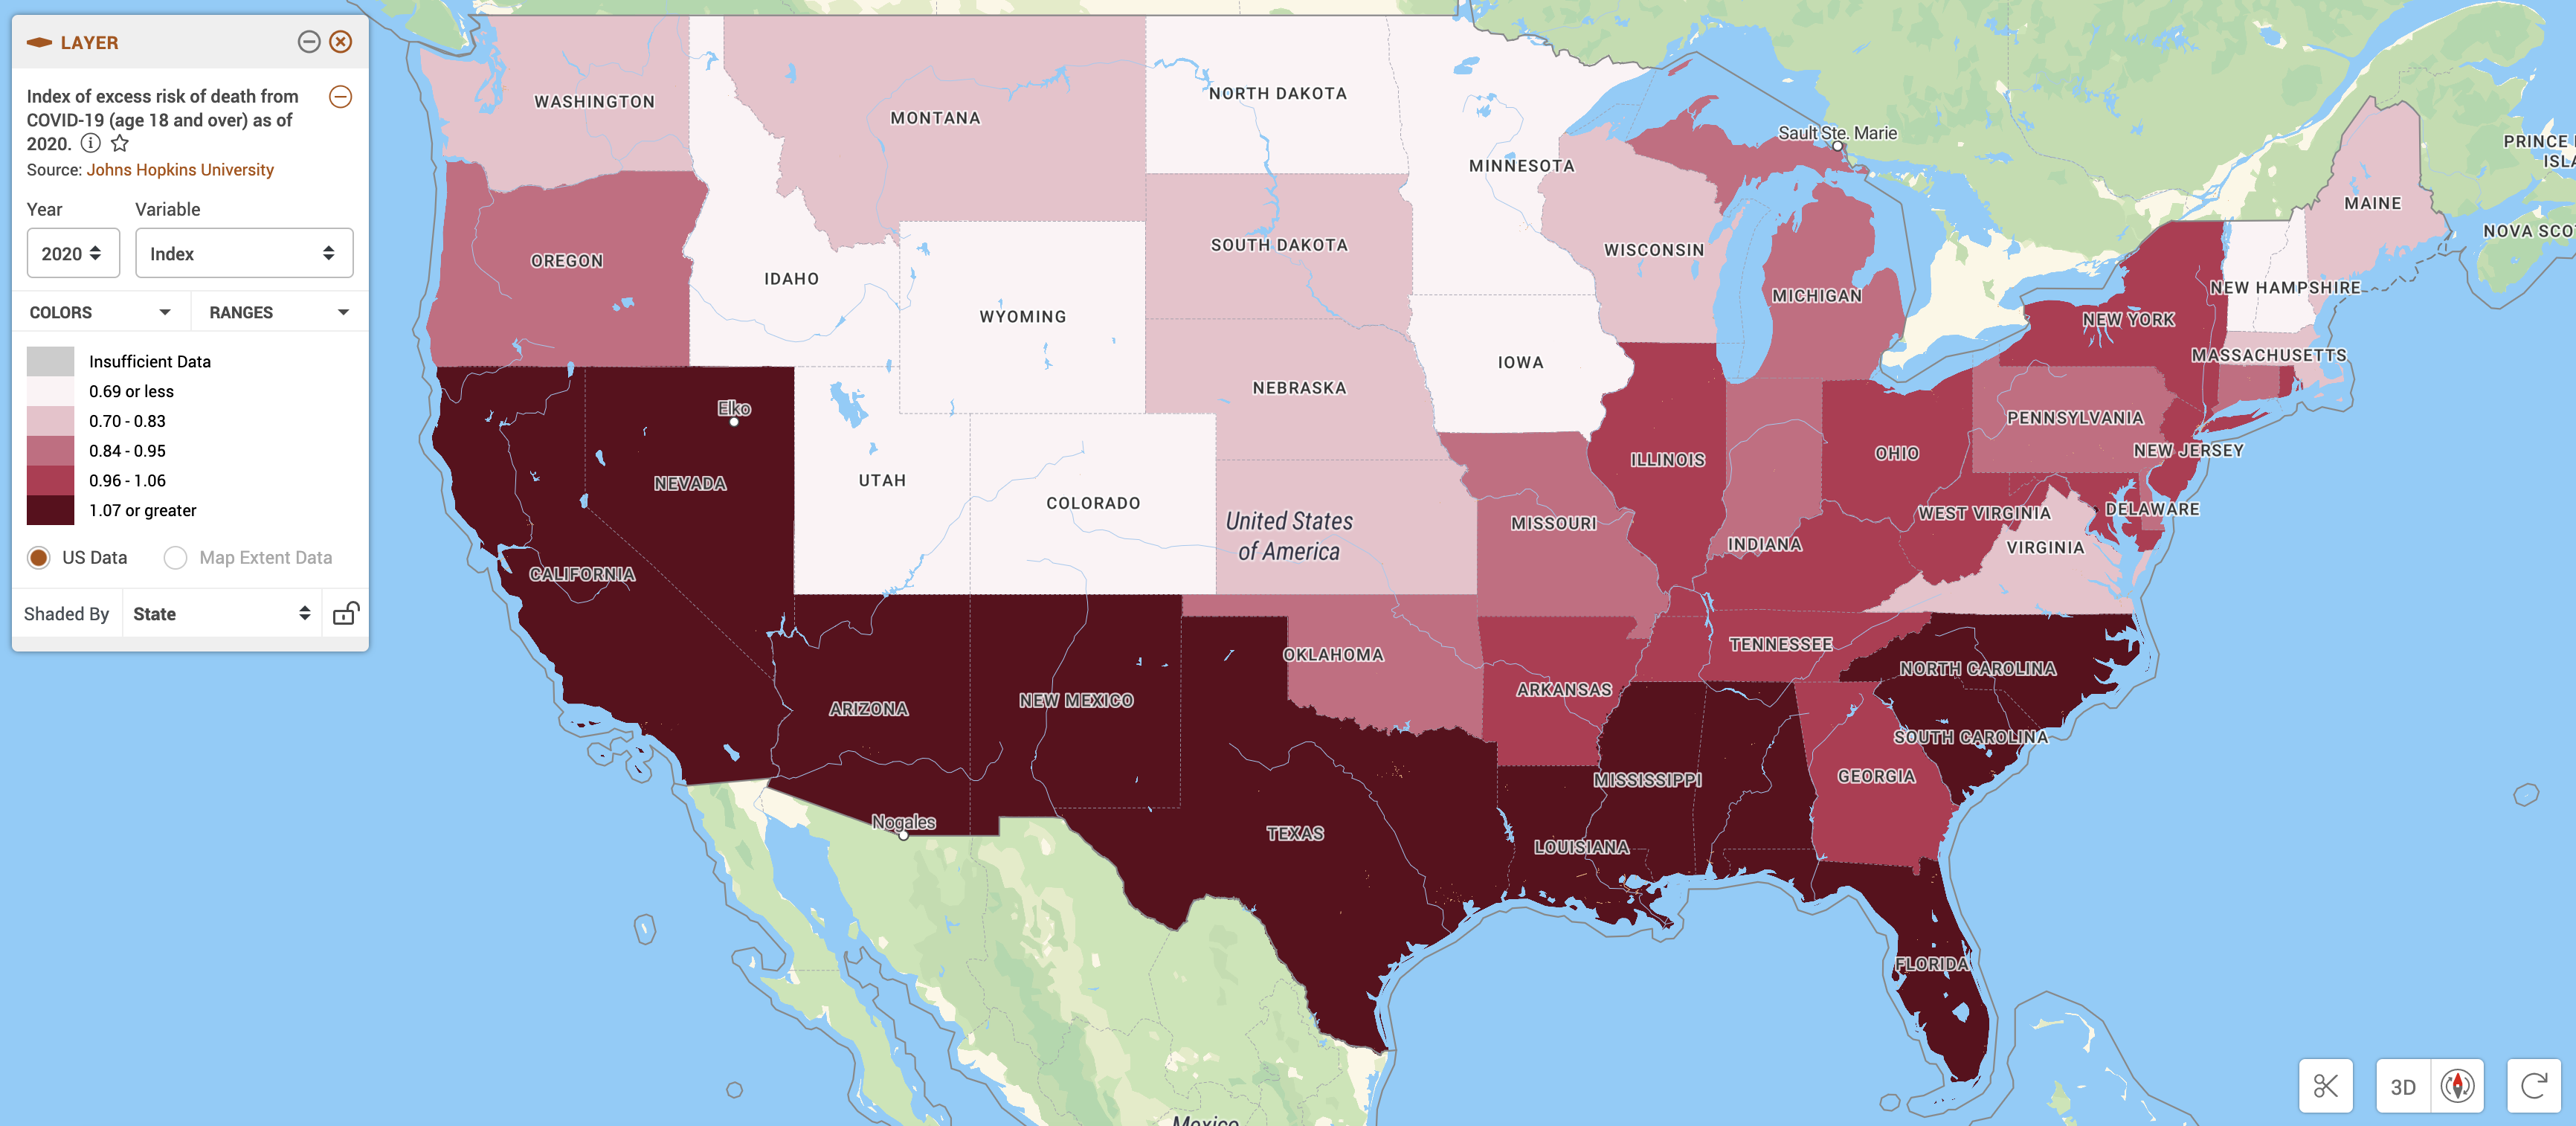 LAYER
Index of excess risk of death from
COVID-19 (age 18 and over) as of
2020.
Source: Johns Hopkins University
Year
Variable
2020
Index
COLORS
RANGES
Insufficient Data
0.69 or less
0.70 - 0.83
0.84 - 0.95
0.96 - 1.06
1.07 or greater
US Data
Map Extent Data
Shaded By
State
WASHINGTON
MONTANA
NORTH DAKOTA
MINNESOTA
Sault Ste. Marie
PRINCE
ISLA
MAINE
NOVA SCO
OREGON
IDAHO
WYOMING
SOUTH DAKOTA
WISCONSIN
MICHIGAN
NEW HAMPSHIRE
NEW YORK
MASSACHUSETTS
IOWA
NEBRASKA
Elko
NEVADA
UTAH
COLORADO
United States
of America
ILLINOIS
OHIO
PENNSYLVANIA
NEW JERSEY
MISSOURI
INDIANA
WEST VIRGINIA
DELAWARE
VIRGINIA
CALIFORNIA
ARIZONA
NEW MEXICO
OKLAHOMA
ARKANSAS
TENNESSEE
NORTH CAROLINA
SOUTH CAROLINA
Nogales
TEXAS
LOUISIANA
MISSISSIPPI
GEORGIA
FLORIDA
Mexico
3D